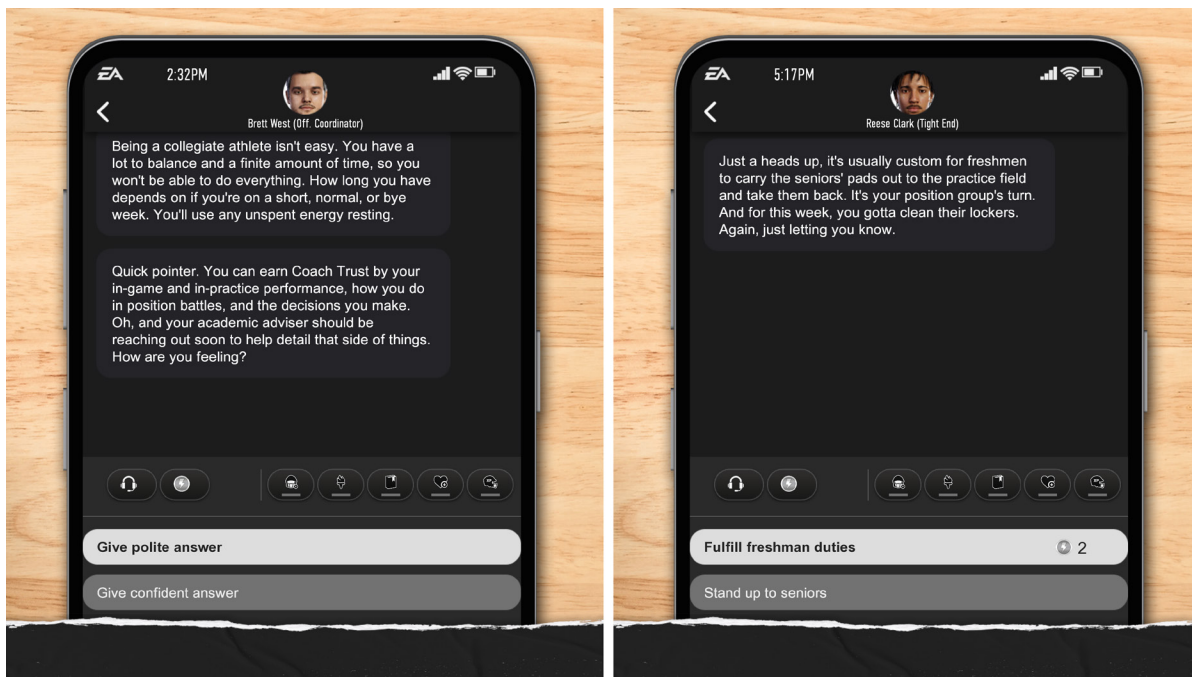 EA
2:32PM
Brett West (Off. Coordinator)
Being a collegiate athlete isn't easy. You have a
lot to balance and a finite amount of time, so you
won't be able to do everything. How long you have
depends on if you're on a short, normal, or bye
week. You'll use any unspent energy resting.
Quick pointer. You can earn Coach Trust by your
in-game and in-practice performance, how you do
in position battles, and the decisions you make.
Oh, and your academic adviser should be
reaching out soon to help detail that side of things.
How are you feeling?
Give polite answer
Give confident answer
EA
5:17PM
Reese Clark (Tight End)
Just a heads up, it's usually custom for freshmen
to carry the seniors' pads out to the practice field
and take them back. It's your position group's turn.
And for this week, you gotta clean their lockers.
Again, just letting you know.
Fulfill freshman duties 2
Stand up to seniors